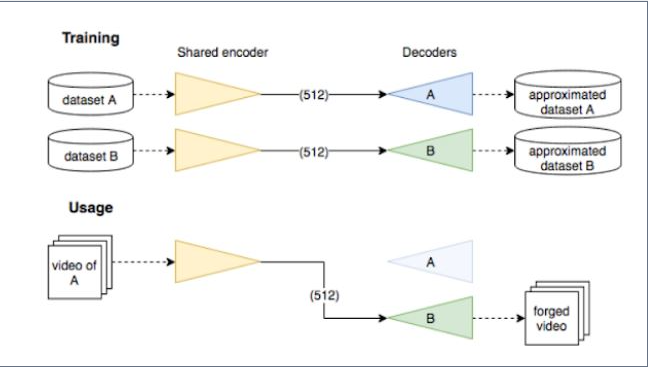 Training
Shared encoder
Decoders
dataset A
(512)
A
approximated
dataset A
dataset B
(512)
B
approximated
dataset B
Usage
video of
A
(512)
A
B
forged
video